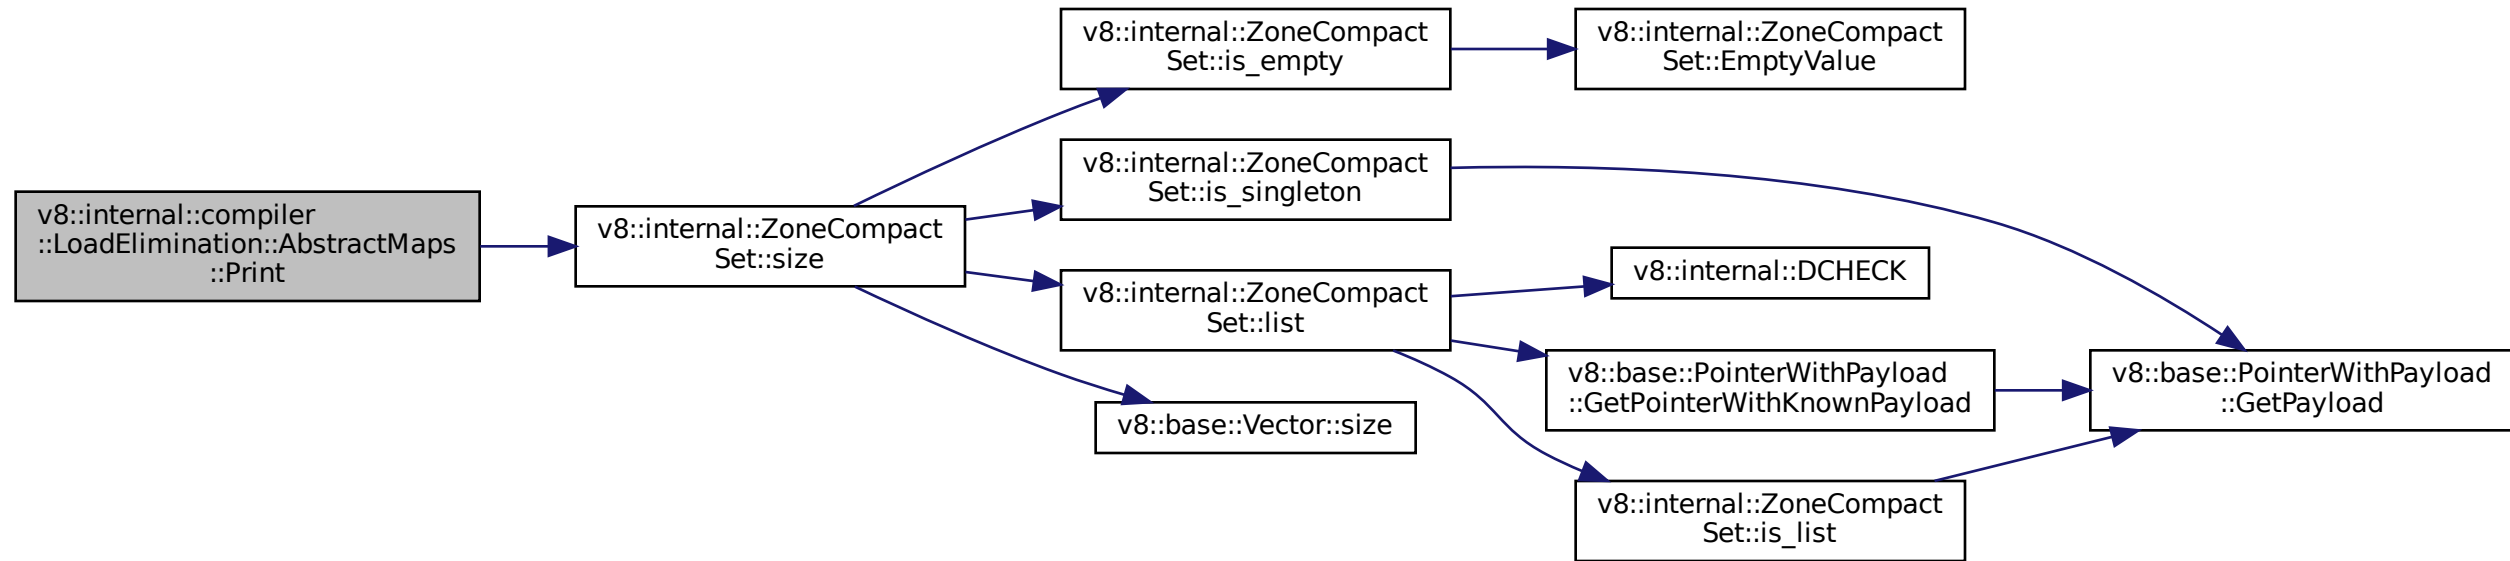 v8::internal::compiler
::LoadElimination::AbstractMaps
::Print
v8::internal::ZoneCompact
Set::size
v8::internal::ZoneCompact
Set::is_empty
v8::internal::ZoneCompact
Set::EmptyValue
v8::internal::ZoneCompact
Set::is_singleton
v8::internal::ZoneCompact
Set::list
v8::internal::DCHECK
v8::base::PointerWithPayload
::GetPointerWithKnownPayload
v8::base::PointerWithPayload
::GetPayload
v8::internal::ZoneCompact
Set::is_list
v8::base::Vector::size